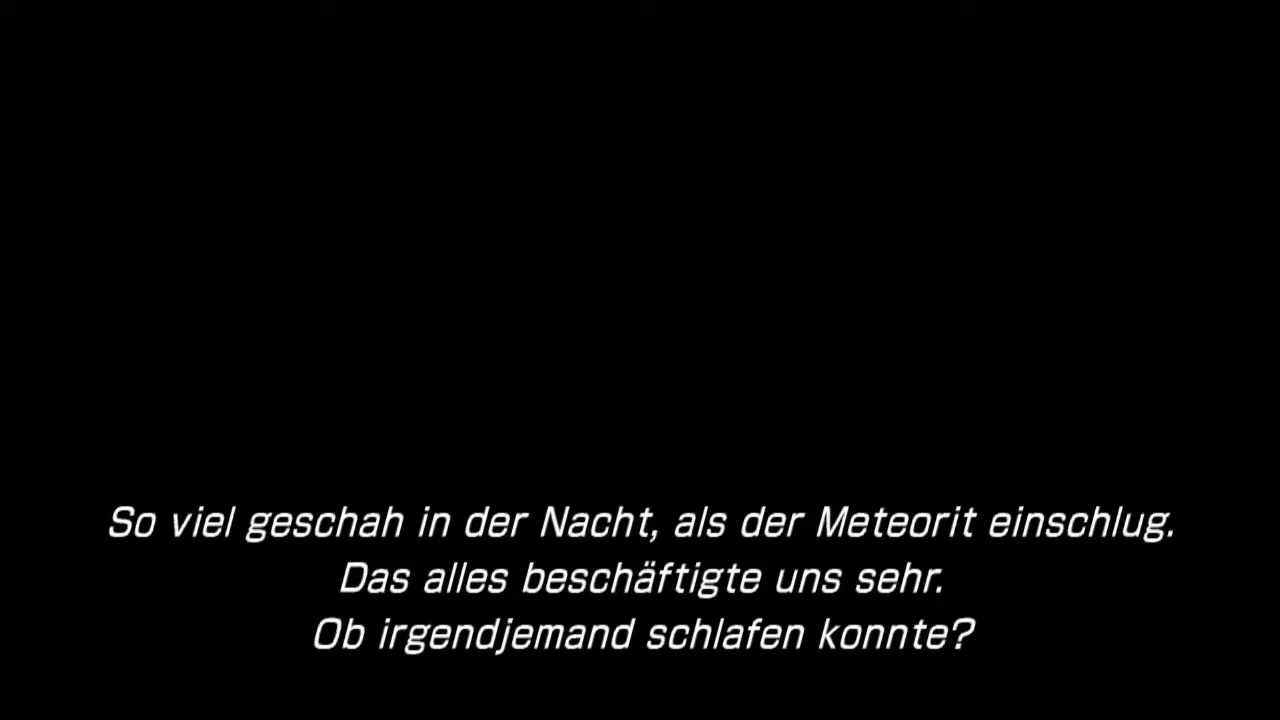 So viel geschah in der Nacht, als der Meteorit einschlug.
Das alles beschäftigte uns sehr.
Ob irgendjemand schlafen konnte?